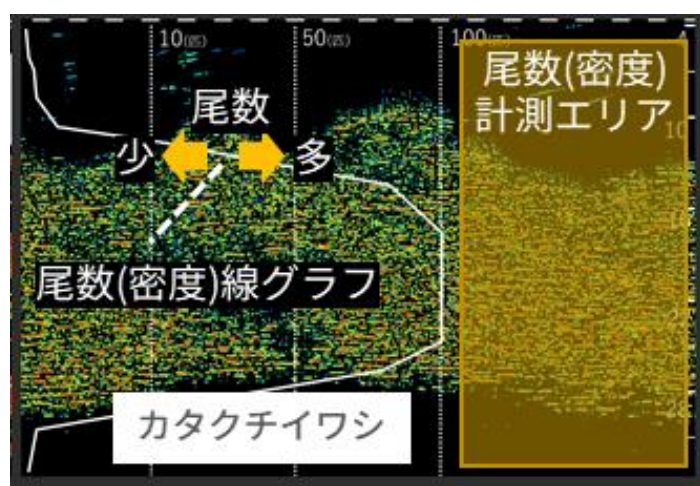 10(匹)
50(匹)
100(匹)
尾数(密度)
計測エリア
尾数
少
多
10
尾数(密度)線グラフ
カタクチイワシ